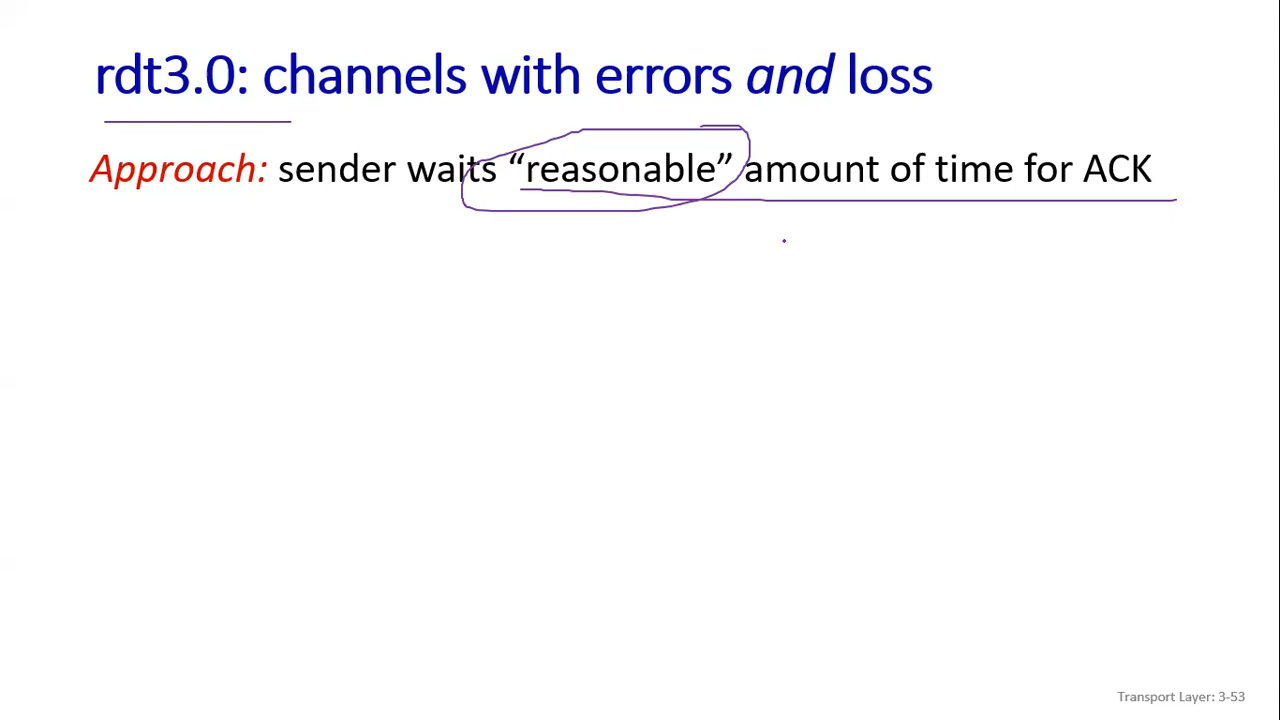 rdt3.0: channels with errors and loss
Approach: sender waits “reasonable” amount of time for ACK
Transport Layer: 3-53